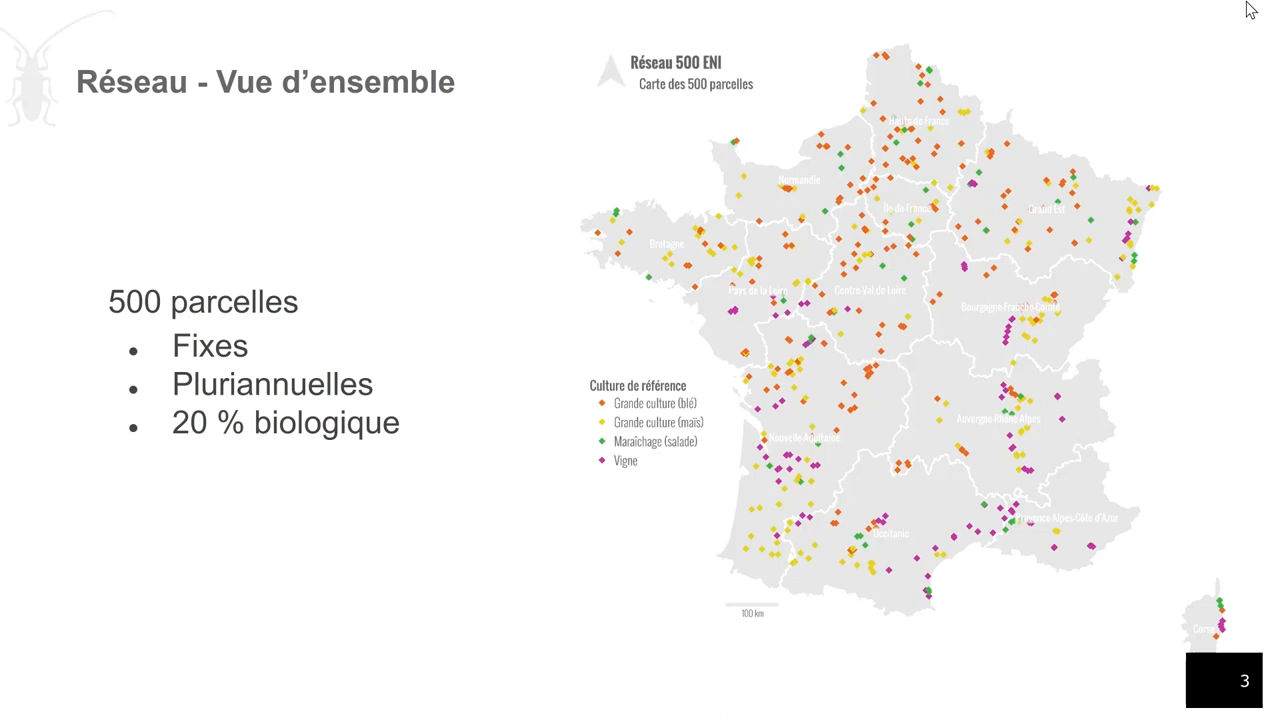 Réseau - Vue d’ensemble
Réseau 500 ENI
Carte des 500 parcelles
Hauts de France
Normandie
Île de France
Grand Est
Bretagne
Pays de la Loire
Centre Val de Loire
Bourgogne Franche Comté
500 parcelles
• Fixes
• Pluriannuelles
• 20 % biologique
Culture de référence
Grande culture (blé)
Grande culture (maïs)
Maraîchage (salade)
Vigne
Auvergne Rhône Alpes
Nouvelle Aquitaine
Provence Alpes Côte d'Azur
Occitanie
100 km
Corse
3